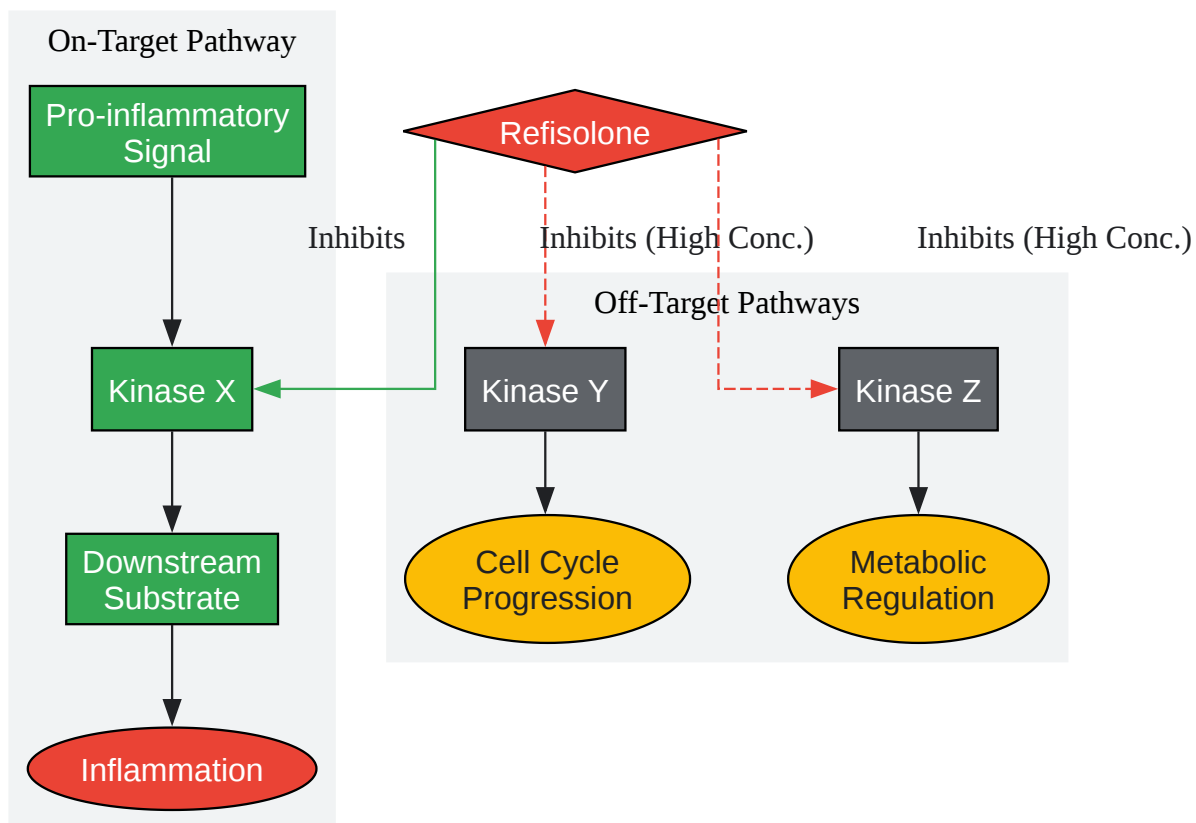 On-Target Pathway
Pro-inflammatory
Signal
Refisolone
Inhibits
Inhibits (High Conc.)
Inhibits (High Conc.)
Off-Target Pathways
Kinase X
Kinase Y
Kinase Z
Downstream
Substrate
Cell Cycle
Progression
Metabolic
Regulation
Inflammation